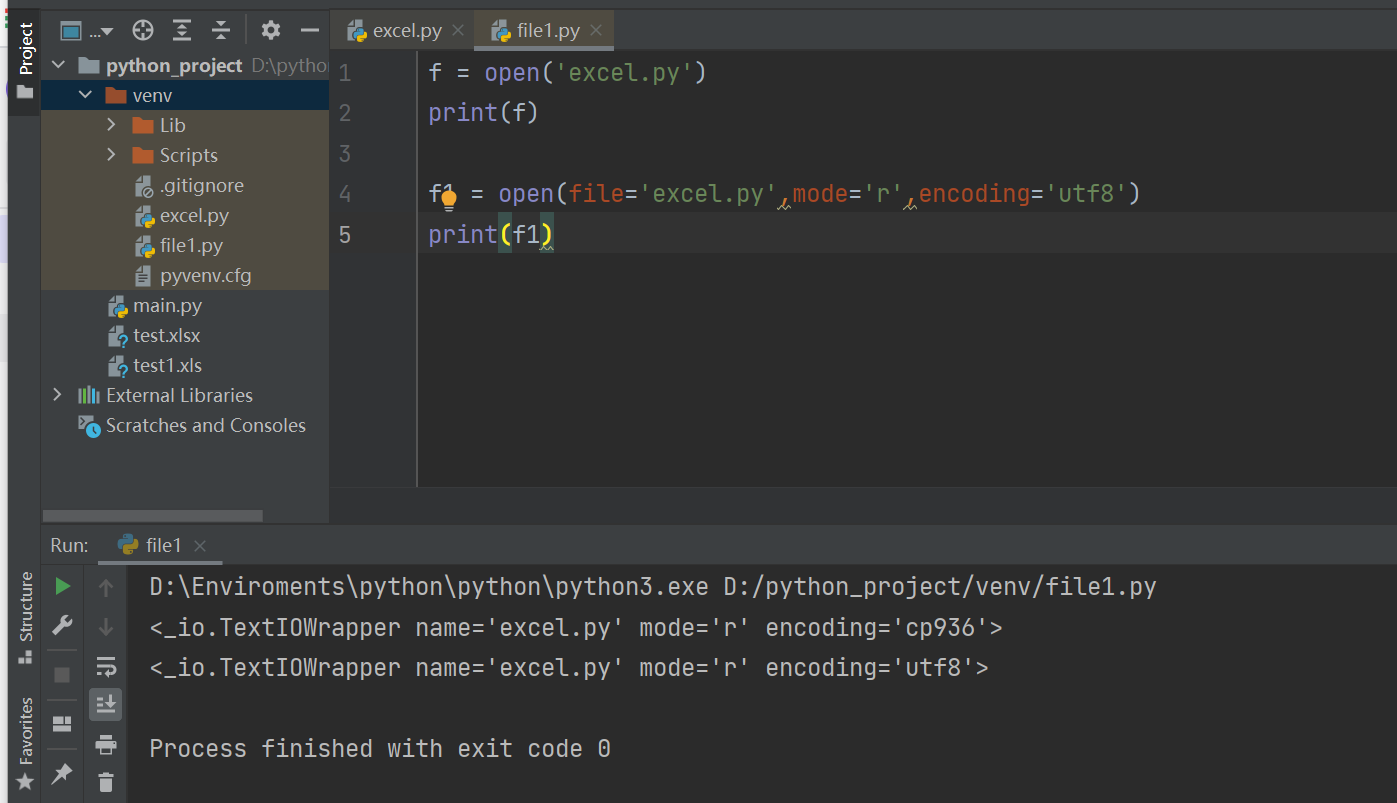 Project
...
python_project D:\pytho
venv
Lib
Scripts
.gitignore
excel.py
file1.py
pyvenv.cfg
main.py
test.xlsx
test1.xls
External Libraries
Scratches and Consoles
excel.py
file1.py
1 f = open('excel.py')
2 print(f)
3
4 f1 = open(file='excel.py',mode='r',encoding='utf8')
5 print(f1)
Run: file1
Structure
Favorites
D:\Enviroments\python\python\python3.exe D:/python_project/venv/file1.py
<_io.TextIOWrapper name='excel.py' mode='r' encoding='cp936'>
<_io.TextIOWrapper name='excel.py' mode='r' encoding='utf8'>
Process finished with exit code 0